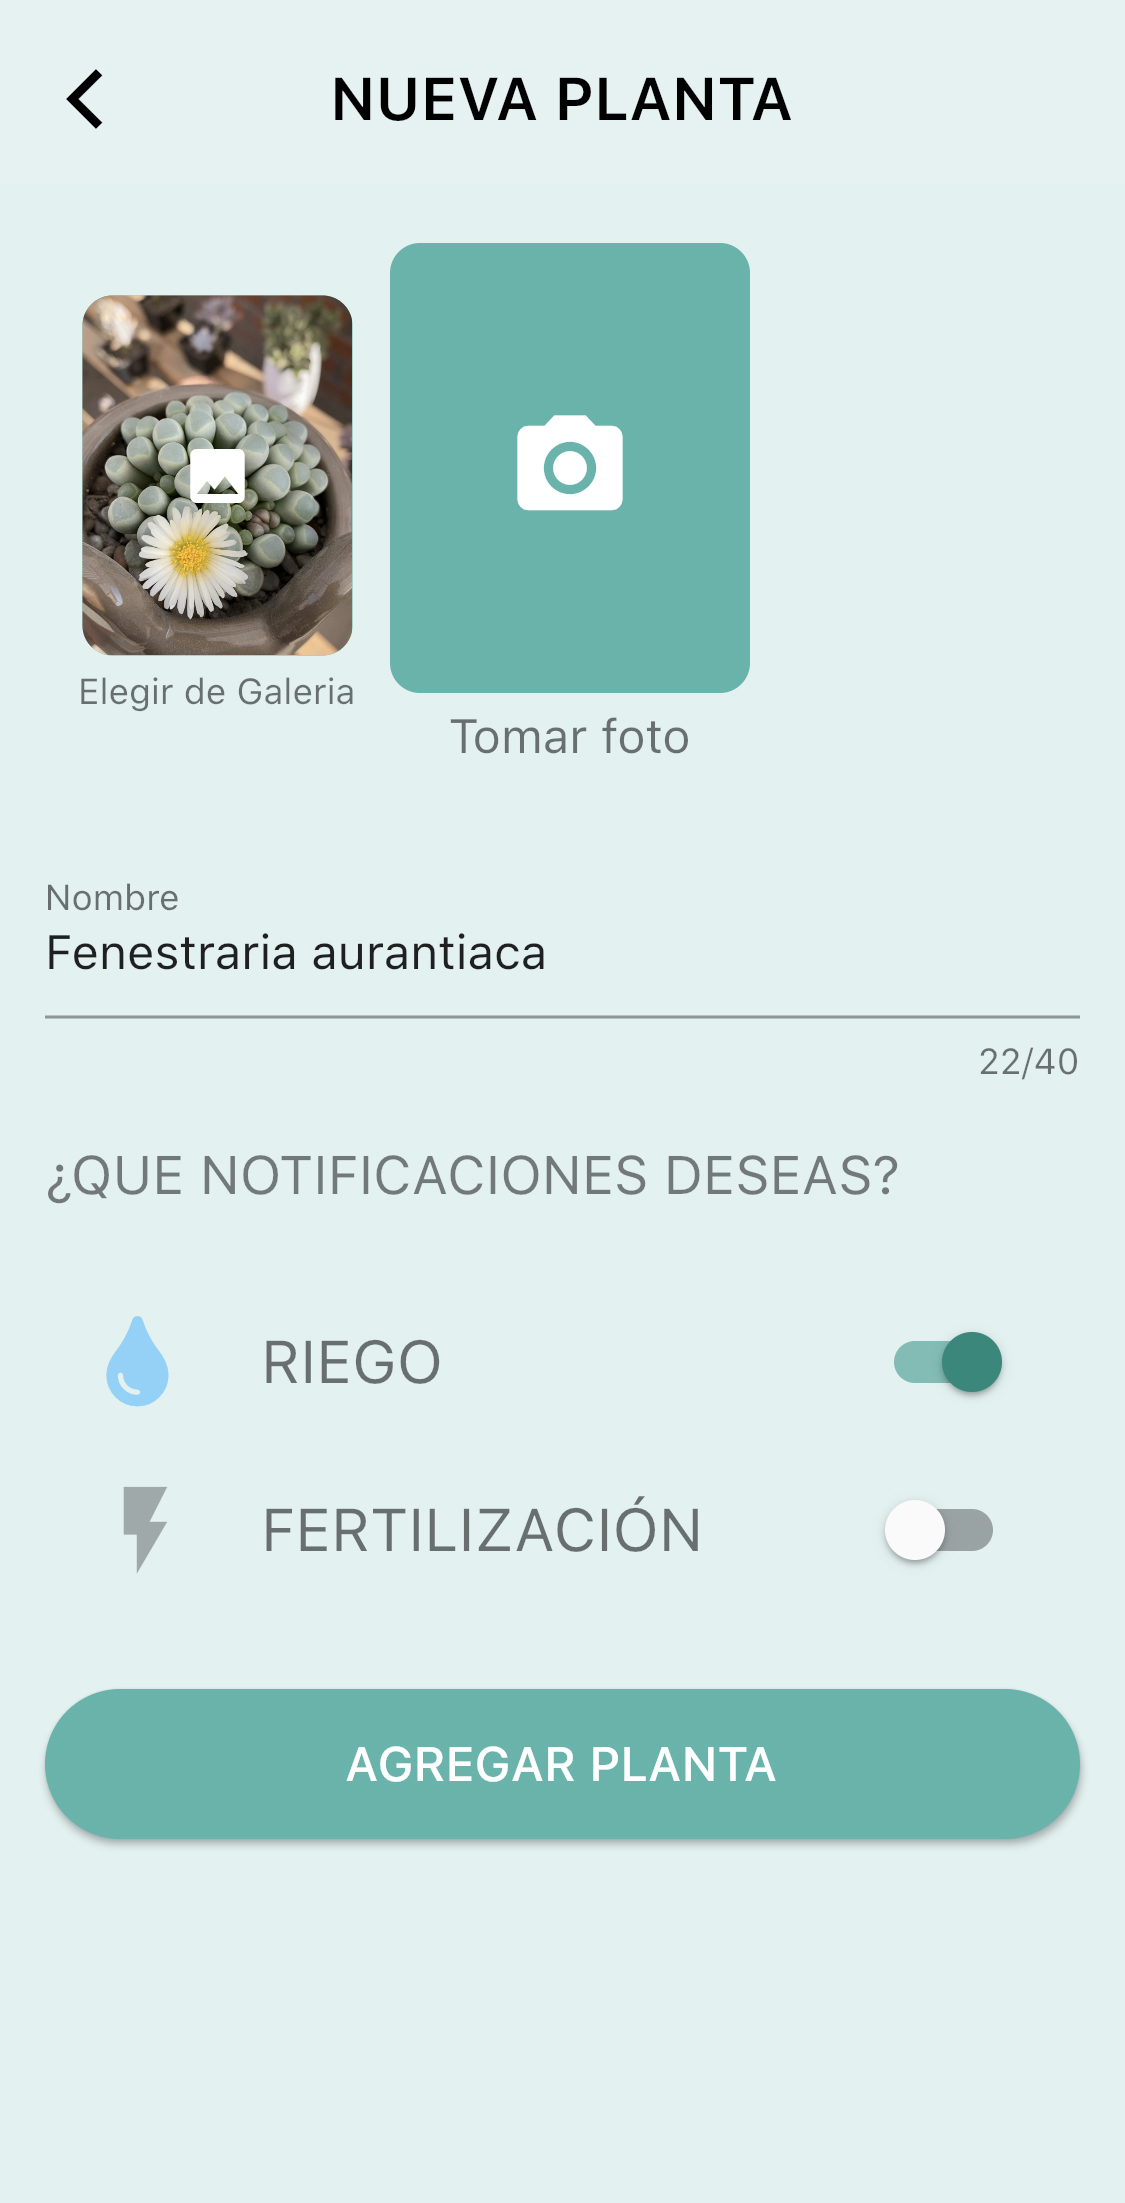 NUEVA PLANTA
Elegir de Galeria
Tomar foto
Nombre
Fenestraria aurantiaca
22/40
¿QUE NOTIFICACIONES DESEAS?
RIEGO
FERTILIZACIÓN
AGREGAR PLANTA